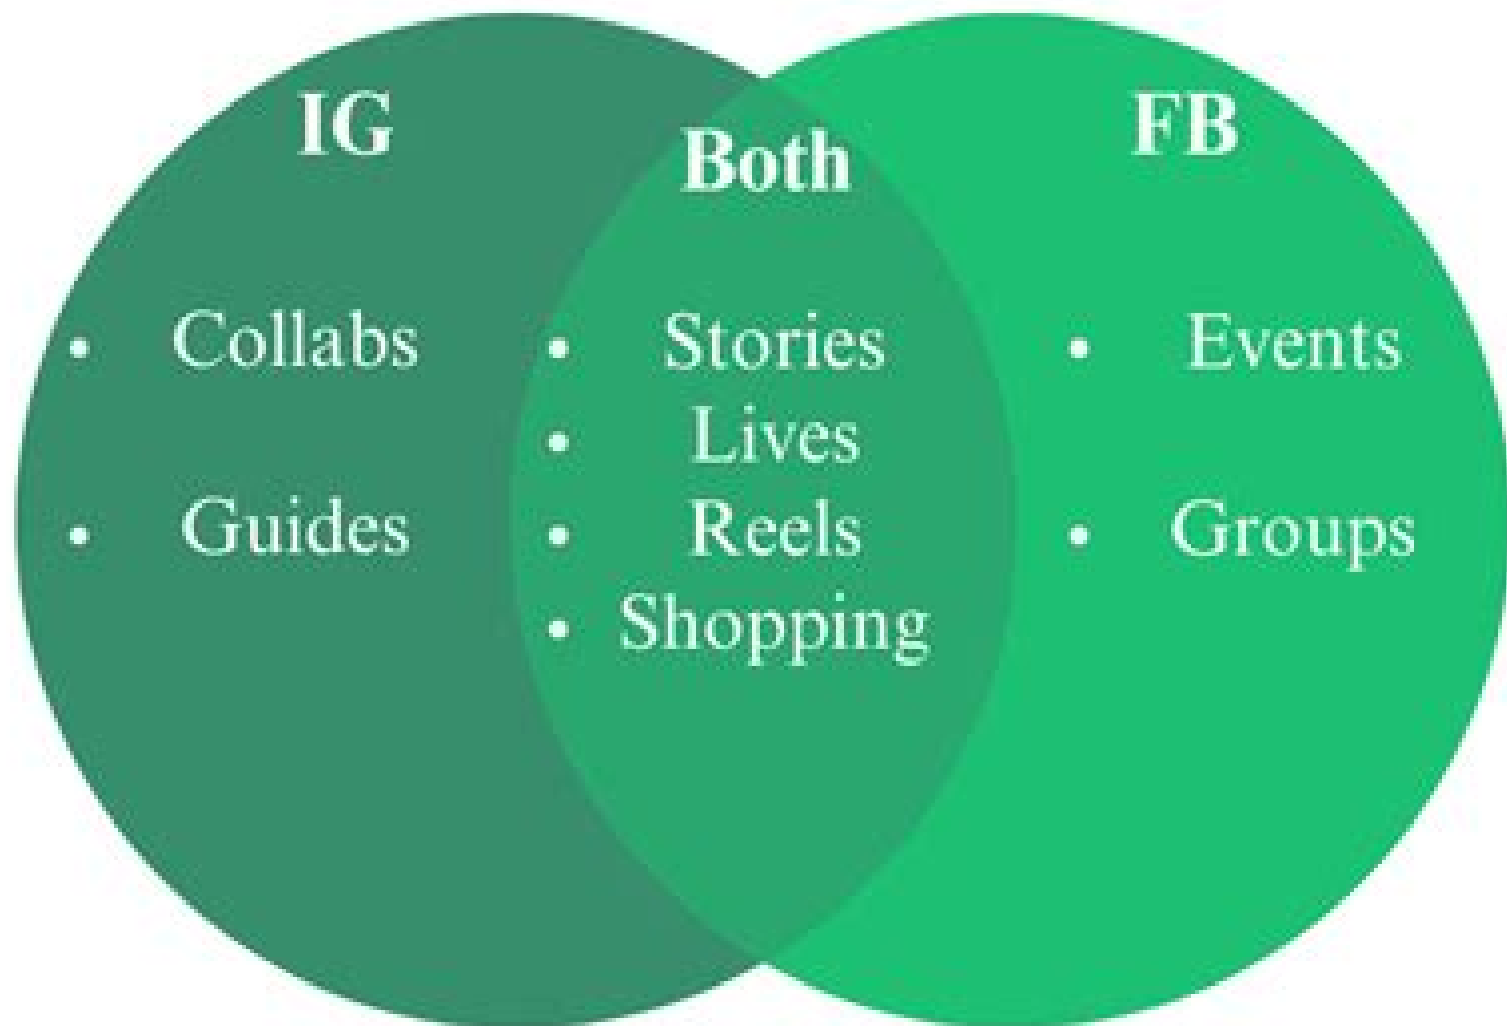 IG
• Collabs
• Guides
Both
• Stories
• Lives
• Reels
• Shopping
FB
• Events
• Groups